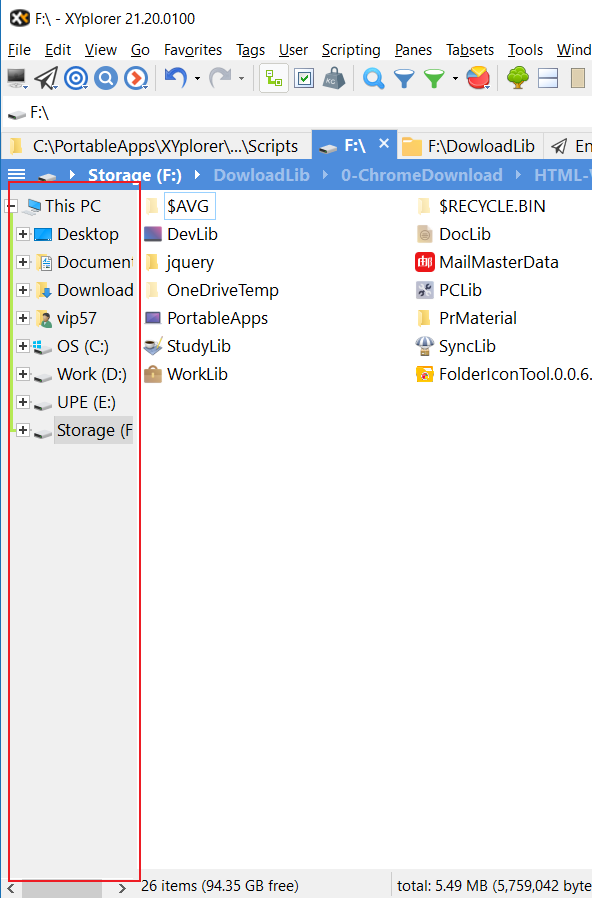 F:\ - XYplorer 21.20.0100
File Edit View Go Favorites Tags User Scripting Panes Tabsets Tools Wind
KG
F:\
C:\PortableApps\XYplorer\...\Scripts F:\ F:\DowloadLib En
Storage (F:) DowloadLib 0-ChromeDownload HTML-
This PC $AVG $RECYCLE.BIN
Desktop DevLib DocLib
Document jquery 邮 MailMasterData
Download OneDriveTemp PCLib
vip57 PortableApps PrMaterial
OS (C:) StudyLib SyncLib
Work (D:) WorkLib FolderIconTool.0.0.6.
UPE (E:)
Storage (F
26 items (94.35 GB free) total: 5.49 MB (5,759,042 byte